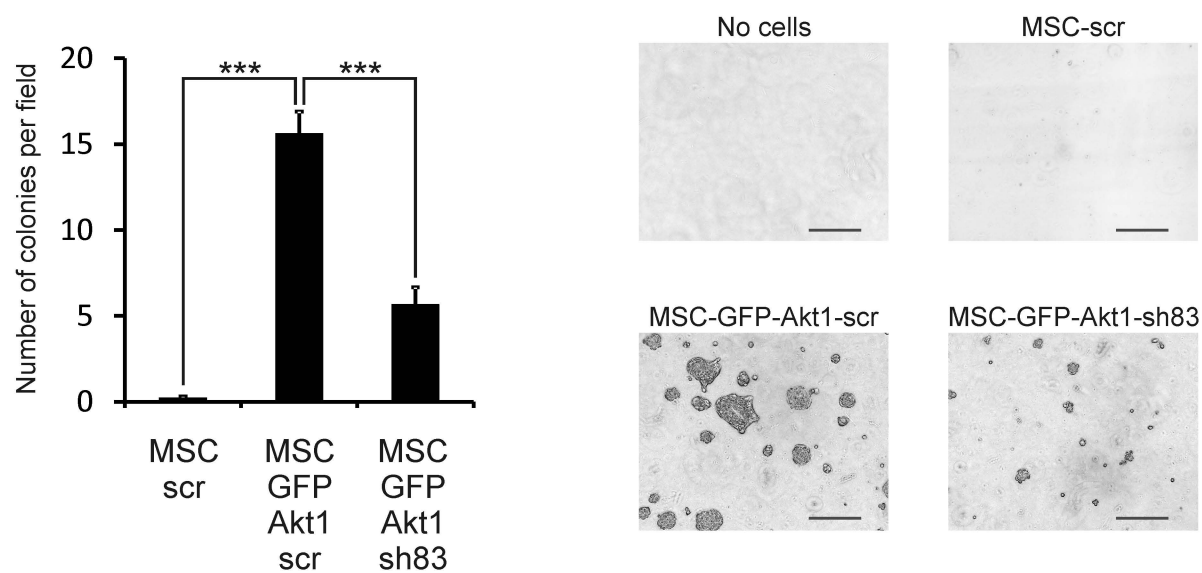 Number of colonies per field
20
15
10
5
0
***
***
MSC
scr
MSC
GFP
Akt1
scr
MSC
GFP
Akt1
sh83
No cells
MSC-scr
MSC-GFP-Akt1-scr
MSC-GFP-Akt1-sh83